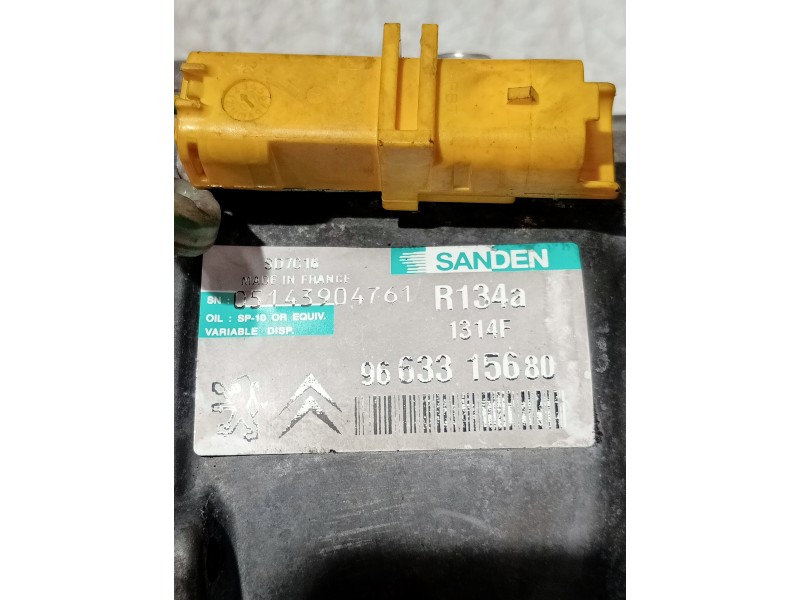 SANDEN
SD7C16
MADE IN FRANCE
SN: 05143904761 R134a
OIL : SP-10 OR EQUIV. 1314F
VARIABLE DISP.
96 633 156 80